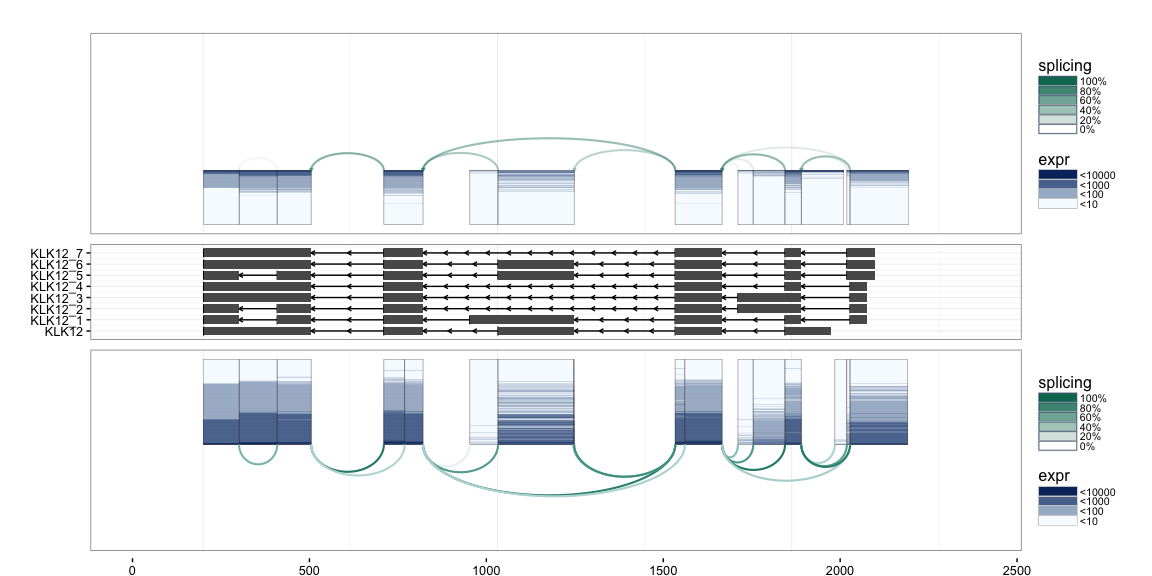 splicing
100%
80%
60%
40%
20%
0%
expr
<10000
<1000
<100
<10
KLK12_7
KLK12_6
KLK12_5
KLK12_4
KLK12_3
KLK12_2
KLK12_1
KLKT2
splicing
100%
80%
60%
40%
20%
0%
expr
<10000
<1000
<100
<10
0 500 1000 1500 2000 2500